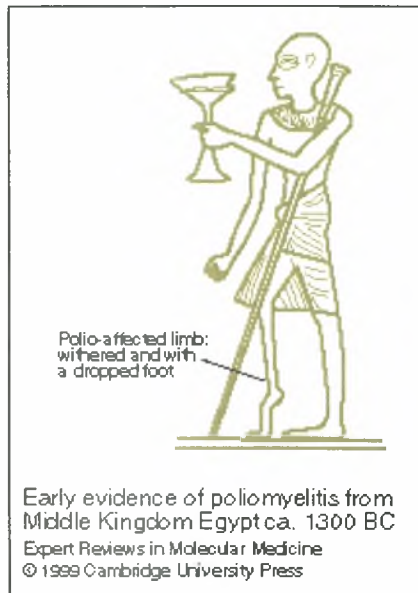 Polio-affected limb:
withered and with
a dropped foot
Early evidence of poliomyelitis from
Middle Kingdom Egypt ca. 1300 BC
Expert Reviews in Molecular Medicine
© 1999 Cambridge University Press